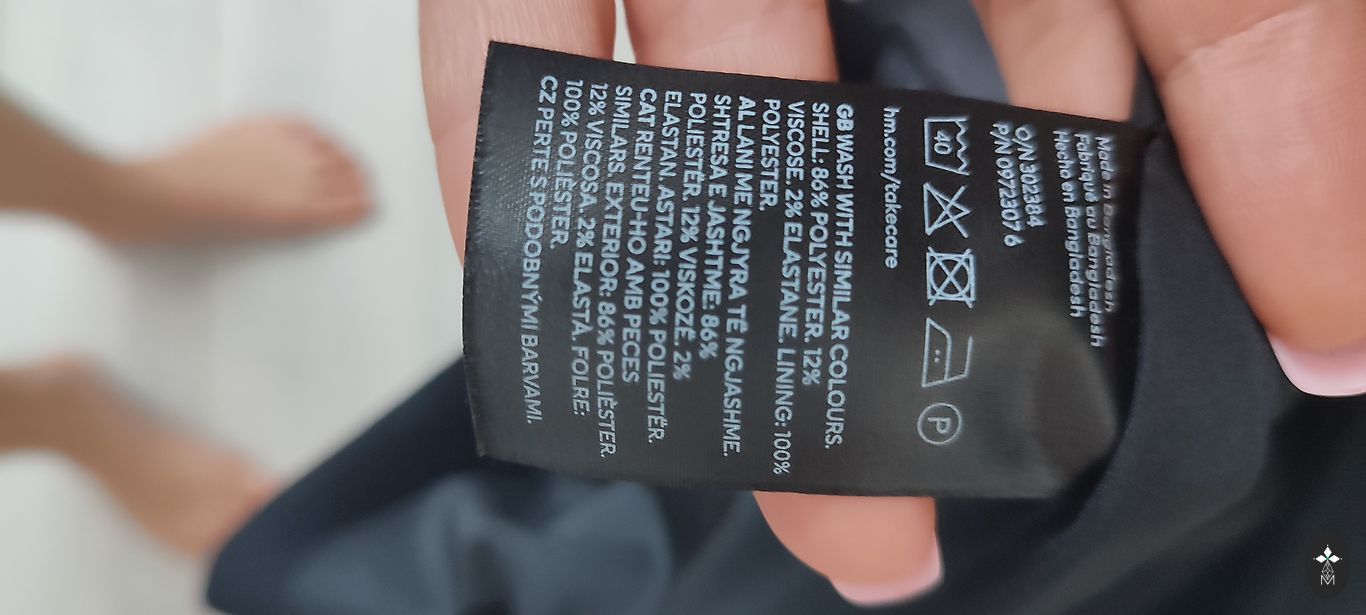 Made in Bangladesh
Fabriqué au Bangladesh
Hecho en Bangladesh
O/N 302384
P/N 09723076
40
P
hm.com/takecare
GB WASH WITH SIMILAR COLOURS.
SHELL: 86% POLYESTER. 12%
VISCOSE. 2% ELASTANE. LINING: 100%
POLYESTER.
AL LANI ME NGJYRA TË NGJASHME.
SHTRESA E JASHTME: 86%
POLIESTËR. 12% VISKOZË. 2%
ELASTAN. ASTARI: 100% POLIESTËR.
CAT RENTEU-HO AMB PECES
SIMILARS. EXTERIOR: 86% POLIÈSTER.
12% VISCOSA. 2% ELASTÀ. FOLRE:
100% POLIÈSTER.
CZ PERTE S PODOBNÝMI BARVAMI.
M